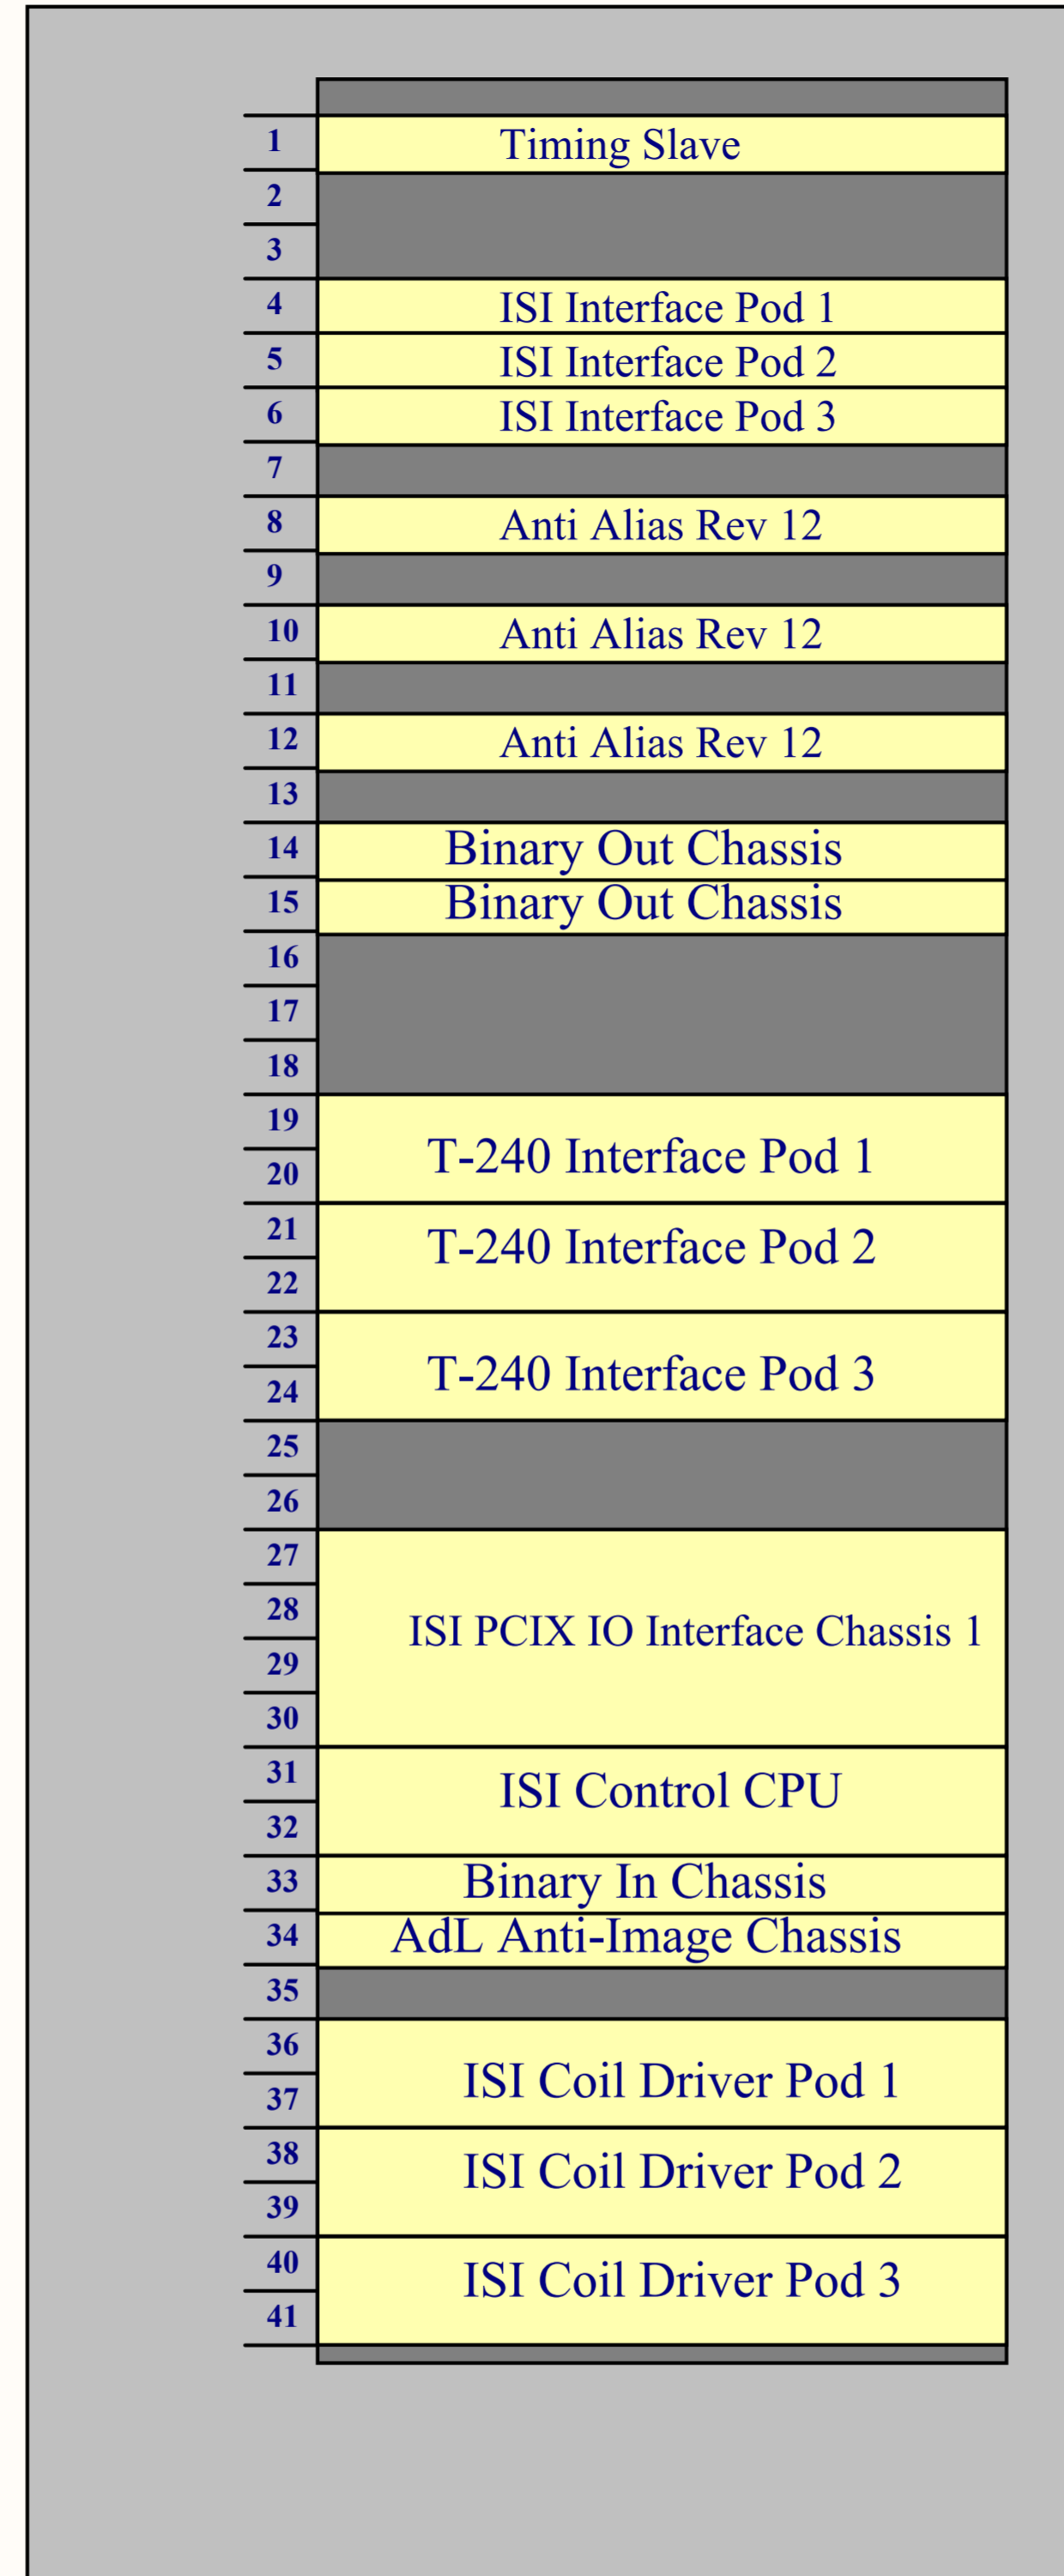 1 Timing Slave
2
3
4 ISI Interface Pod 1
5 ISI Interface Pod 2
6 ISI Interface Pod 3
7
8 Anti Alias Rev 12
9
10 Anti Alias Rev 12
11
12 Anti Alias Rev 12
13
14 Binary Out Chassis
15 Binary Out Chassis
16
17
18
19
T-240 Interface Pod 1
20
21
T-240 Interface Pod 2
22
23
T-240 Interface Pod 3
24
25
26
27
28
ISI PCIX IO Interface Chassis 1
29
30
31
ISI Control CPU
32
33 Binary In Chassis
34 AdL Anti-Image Chassis
35
36
ISI Coil Driver Pod 1
37
38
ISI Coil Driver Pod 2
39
40
ISI Coil Driver Pod 3
41